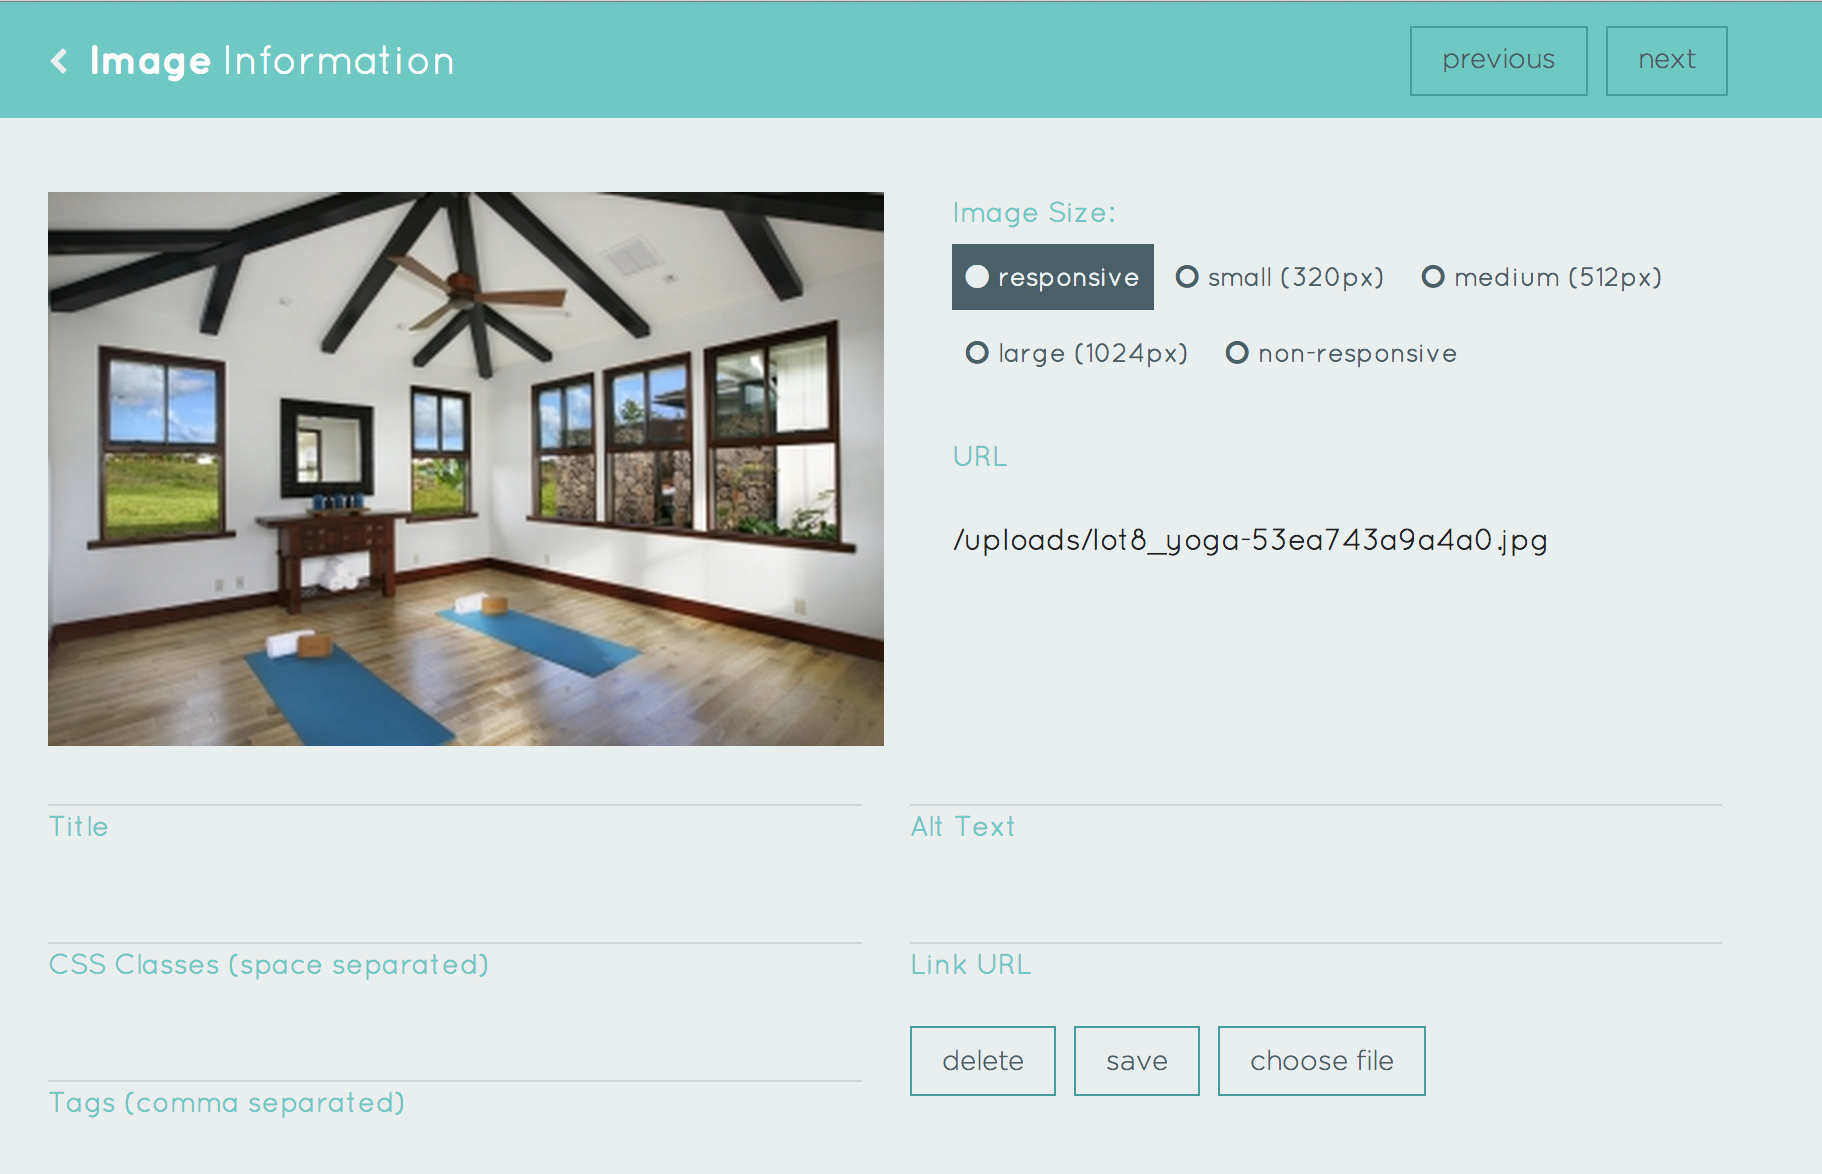 Image Information
previous
next
Image Size:
responsive
small (320px)
medium (512px)
large (1024px)
non-responsive
URL
/uploads/lot8_yoga-53ea743a9a4a0.jpg
Title
Alt Text
CSS Classes (space separated)
Link URL
delete
save
choose file
Tags (comma separated)